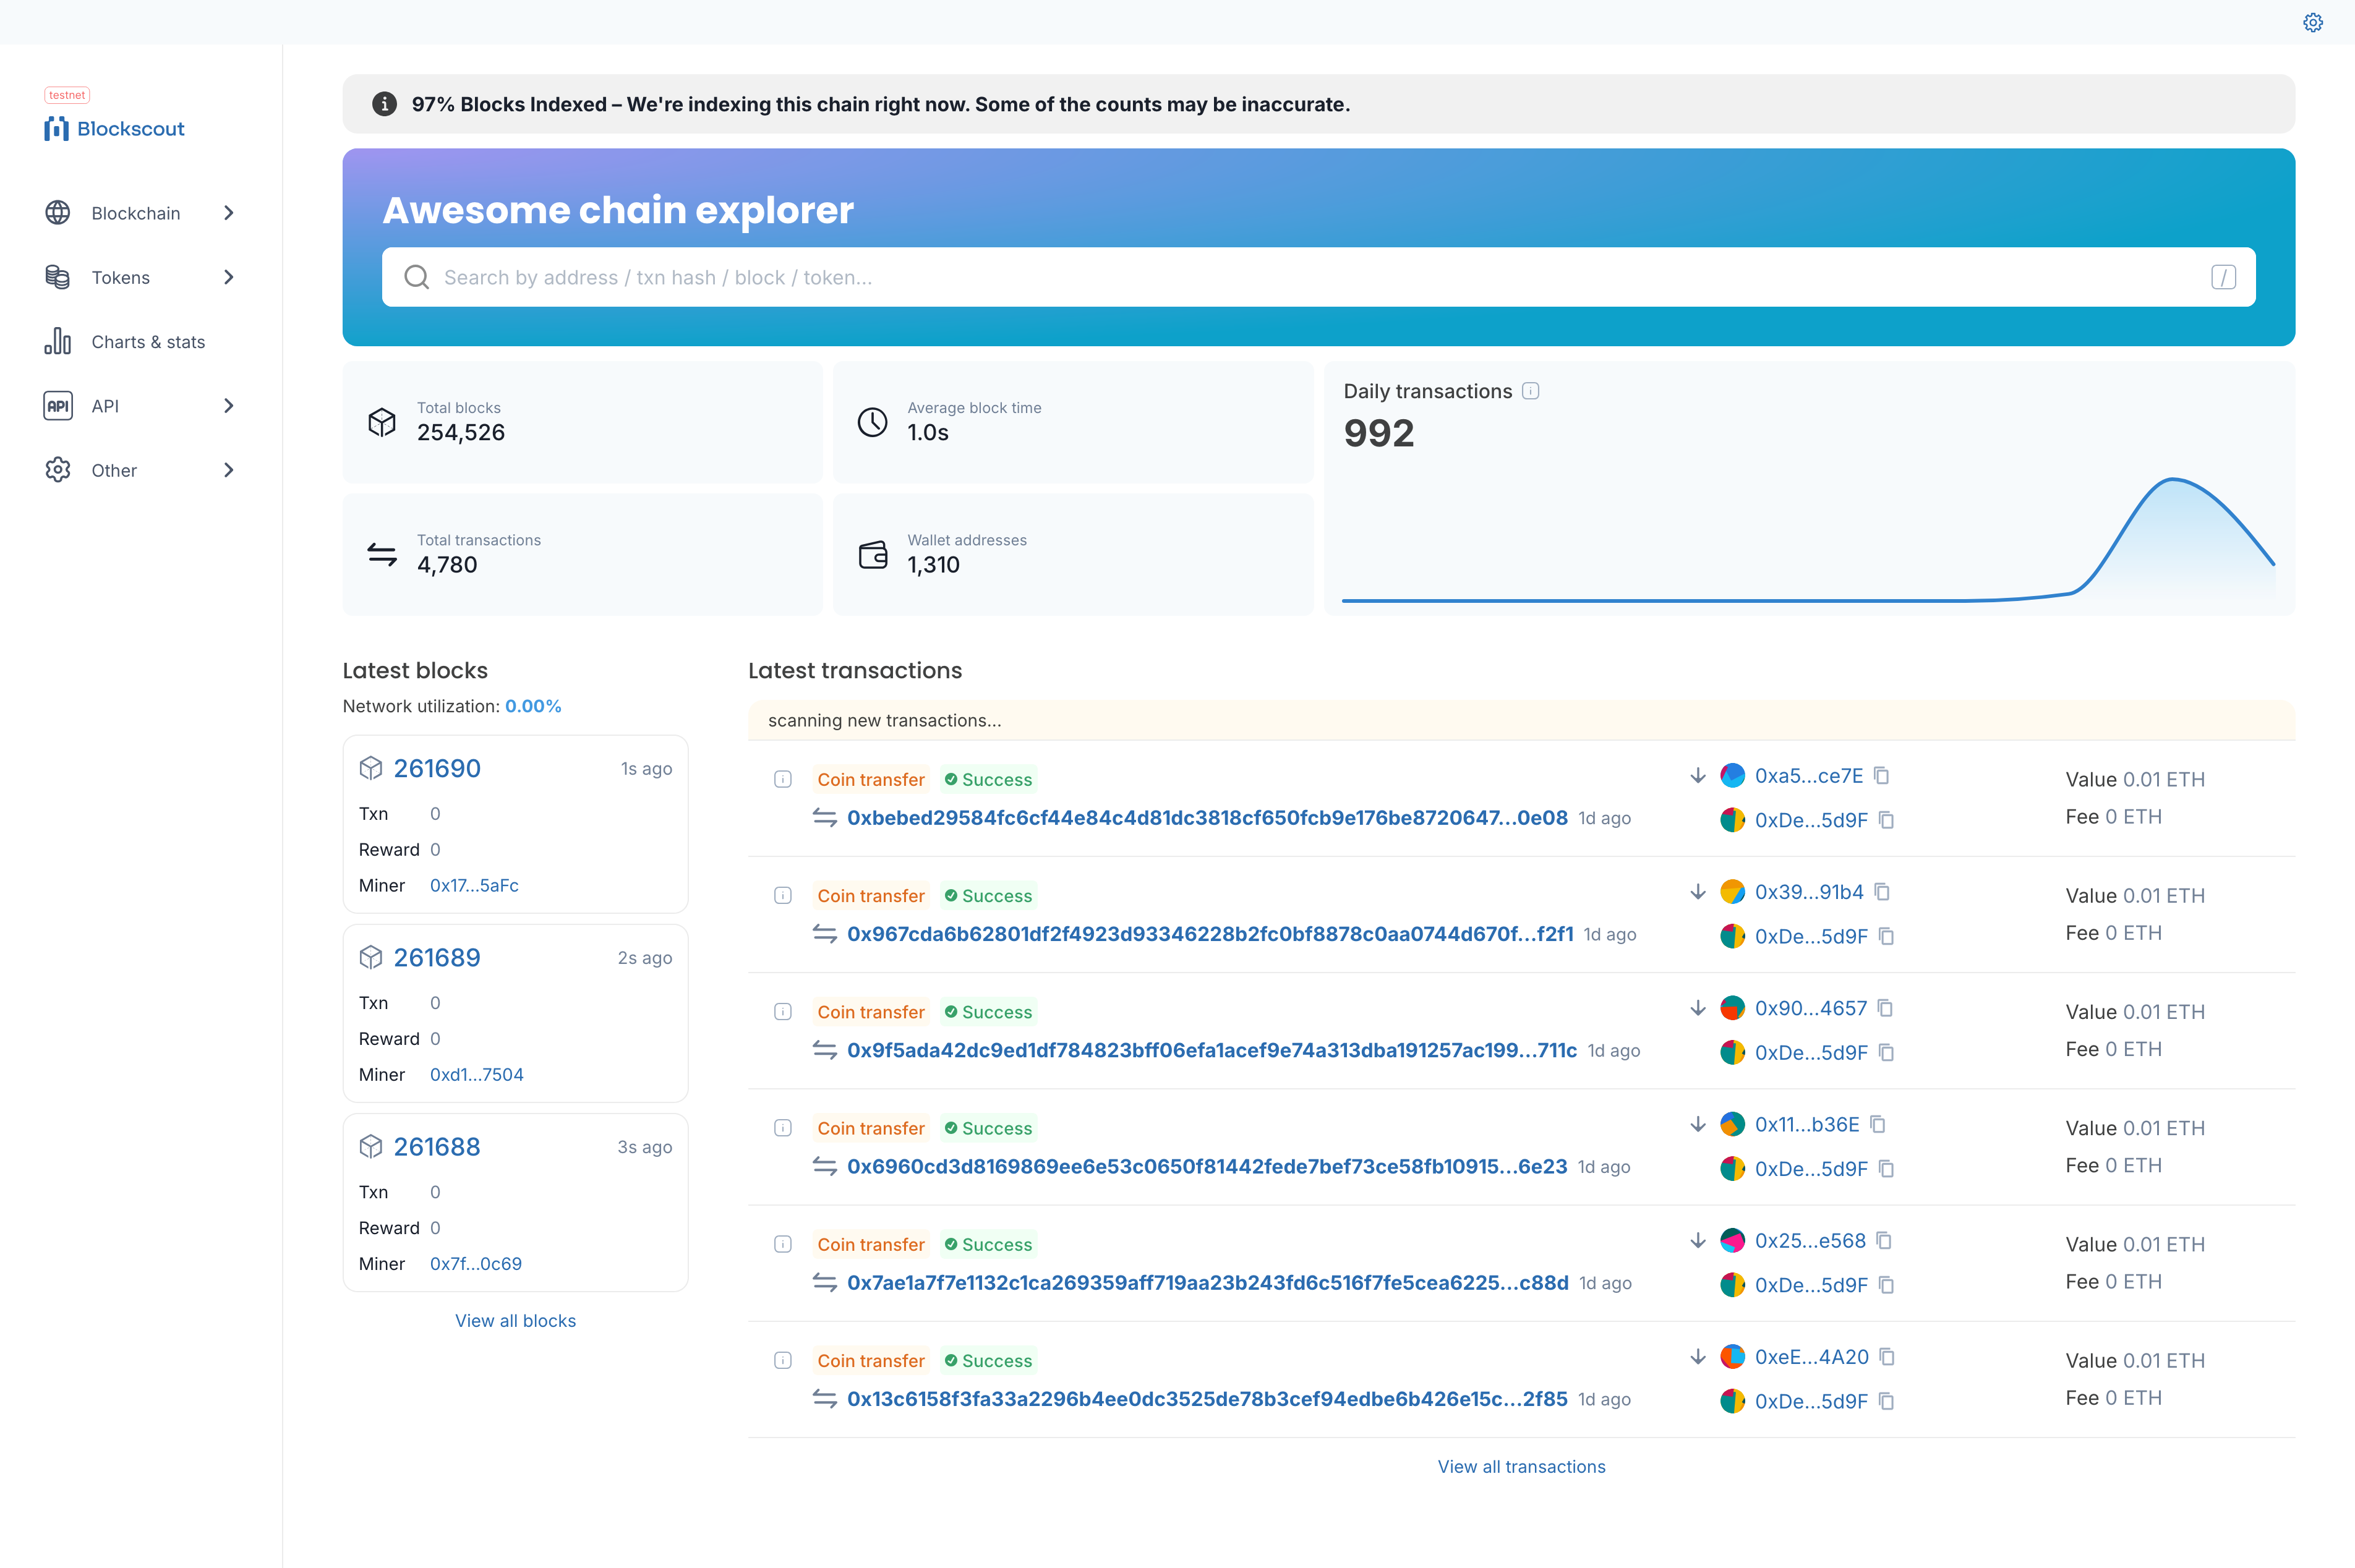 testnet
Blockscout
Blockchain
Tokens
Charts & stats
API
API
Other
97% Blocks Indexed – We're indexing this chain right now. Some of the counts may be inaccurate.
Awesome chain explorer
Search by address / txn hash / block / token...
/
Total blocks
254,526
Average block time
1.0s
Total transactions
4,780
Wallet addresses
1,310
Daily transactions
992
Latest blocks
Network utilization: 0.00%
261690 1s ago
Txn 0
Reward 0
Miner 0x17...5aFc
261689 2s ago
Txn 0
Reward 0
Miner 0xd1...7504
261688 3s ago
Txn 0
Reward 0
Miner 0x7f...0c69
View all blocks
Latest transactions
scanning new transactions...
Coin transfer Success
0xbebed29584fc6cf44e84c4d81dc3818cf650fcb9e176be8720647...0e08 1d ago
0xa5...ce7E
0xDe...5d9F
Value 0.01 ETH
Fee 0 ETH
Coin transfer Success
0x967cda6b62801df2f4923d93346228b2fc0bf8878c0aa0744d670f...f2f1 1d ago
0x39...91b4
0xDe...5d9F
Value 0.01 ETH
Fee 0 ETH
Coin transfer Success
0x9f5ada42dc9ed1df784823bff06efa1acef9e74a313dba191257ac199...711c 1d ago
0x90...4657
0xDe...5d9F
Value 0.01 ETH
Fee 0 ETH
Coin transfer Success
0x6960cd3d8169869ee6e53c0650f81442fede7bef73ce58fb10915...6e23 1d ago
0x11...b36E
0xDe...5d9F
Value 0.01 ETH
Fee 0 ETH
Coin transfer Success
0x7ae1a7f7e1132c1ca269359aff719aa23b243fd6c516f7fe5cea6225...c88d 1d ago
0x25...e568
0xDe...5d9F
Value 0.01 ETH
Fee 0 ETH
Coin transfer Success
0x13c6158f3fa33a2296b4ee0dc3525de78b3cef94edbe6b426e15c...2f85 1d ago
0xeE...4A20
0xDe...5d9F
Value 0.01 ETH
Fee 0 ETH
View all transactions